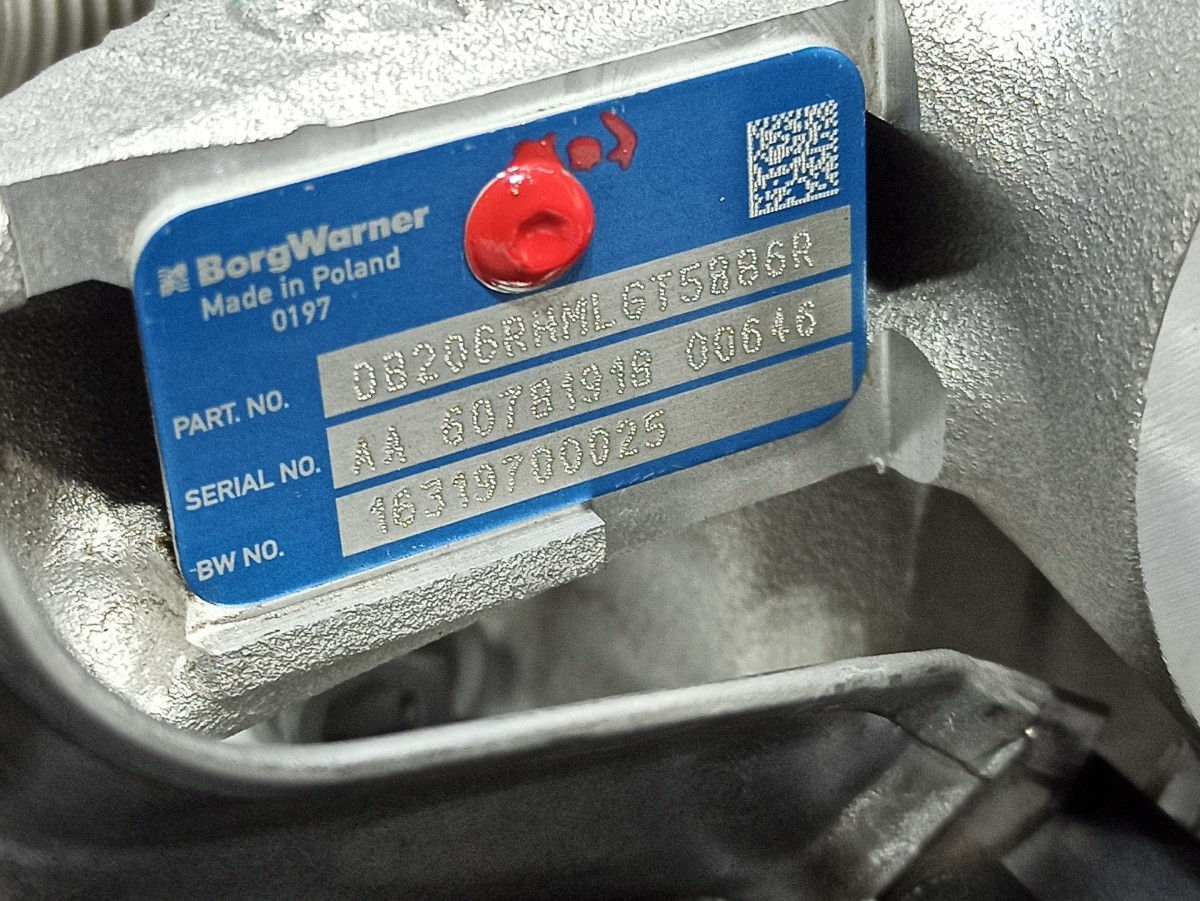 BorgWarner
Made in Poland
0197
PART. NO. 0B206RHMLGT5886R
SERIAL NO. AA 60781918 00646
BW NO. 16319700025